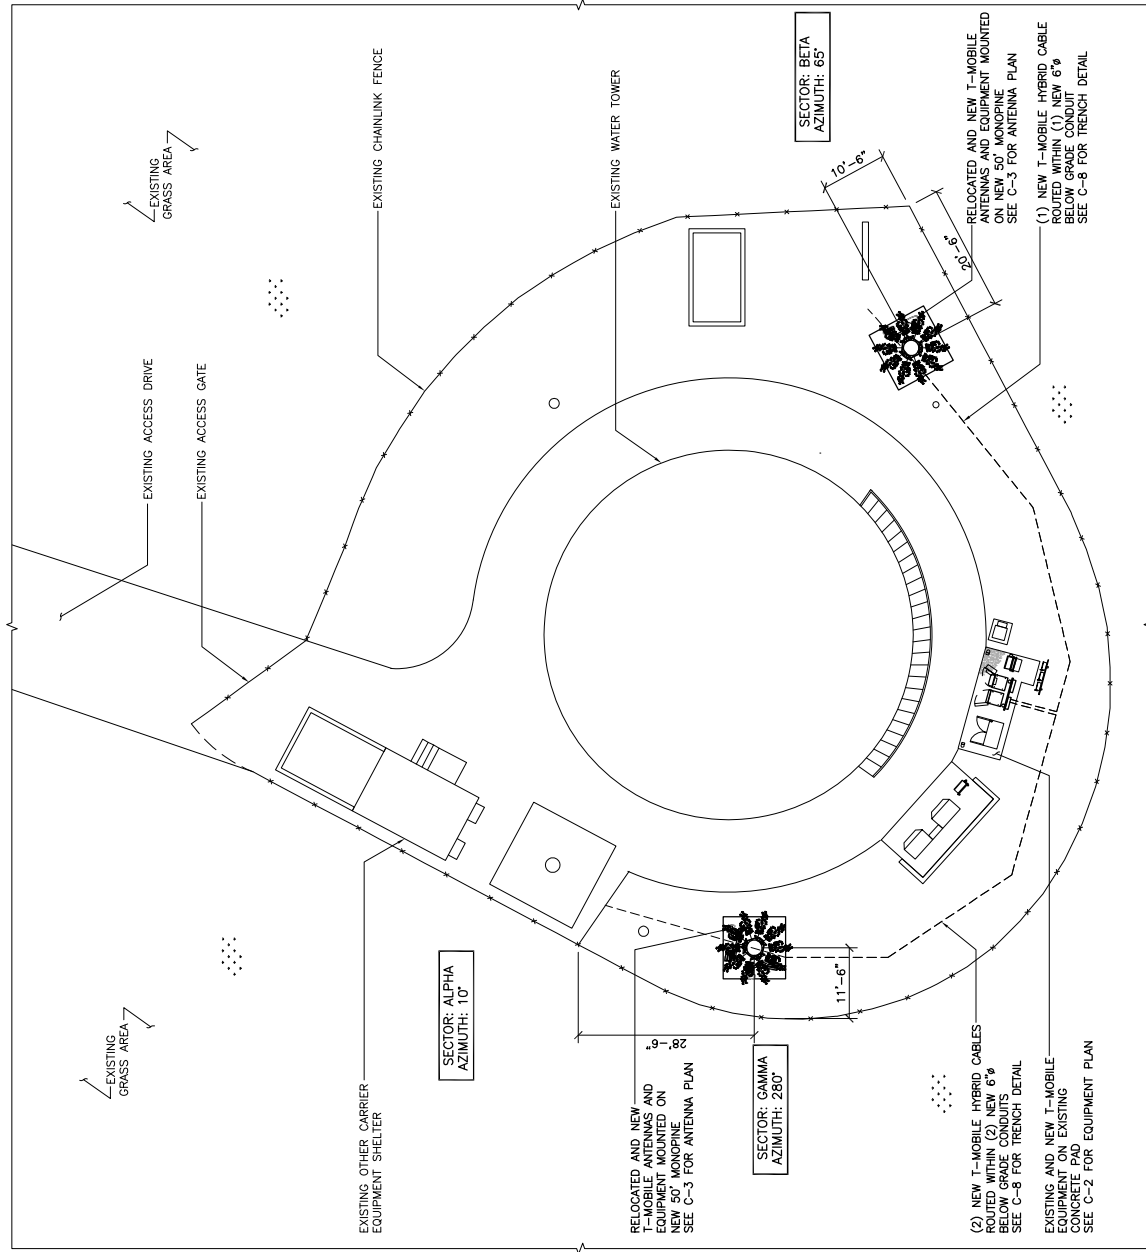 EXISTING
GRASS AREA
EXISTING ACCESS DRIVE
EXISTING ACCESS GATE
EXISTING CHAINLINK FENCE
EXISTING WATER TOWER
SECTOR: BETA
AZIMUTH: 65°
10'-6"
20'-6"
RELOCATED AND NEW T-MOBILE
ANTENNAS AND EQUIPMENT MOUNTED
ON NEW 50' MONOPINE
SEE C-3 FOR ANTENNA PLAN
(1) NEW T-MOBILE HYBRID CABLE
ROUTED WITHIN (1) NEW 6"ø
BELOW GRADE CONDUIT
SEE C-8 FOR TRENCH DETAIL
EXISTING
GRASS AREA
EXISTING OTHER CARRIER
EQUIPMENT SHELTER
SECTOR: ALPHA
AZIMUTH: 10°
RELOCATED AND NEW
T-MOBILE ANTENNAS AND
EQUIPMENT MOUNTED ON
NEW 50' MONOPINE
SEE C-3 FOR ANTENNA PLAN
28'-6"
11'-6"
SECTOR: GAMMA
AZIMUTH: 280°
(2) NEW T-MOBILE HYBRID CABLES
ROUTED WITHIN (2) NEW 6"ø
BELOW GRADE CONDUITS
SEE C-8 FOR TRENCH DETAIL
EXISTING AND NEW T-MOBILE
EQUIPMENT ON EXISTING
CONCRETE PAD
SEE C-2 FOR EQUIPMENT PLAN